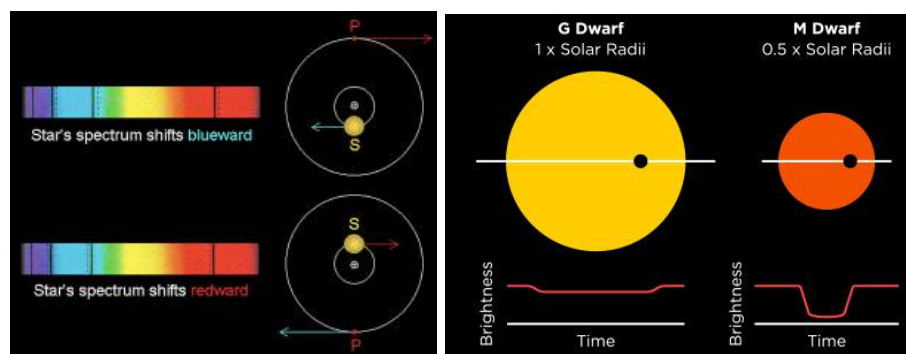 P
S
Star's spectrum shifts blueward
S
Star's spectrum shifts redward
P
G Dwarf
1 x Solar Radii
M Dwarf
0.5 x Solar Radii
Brightness
Time
Brightness
Time